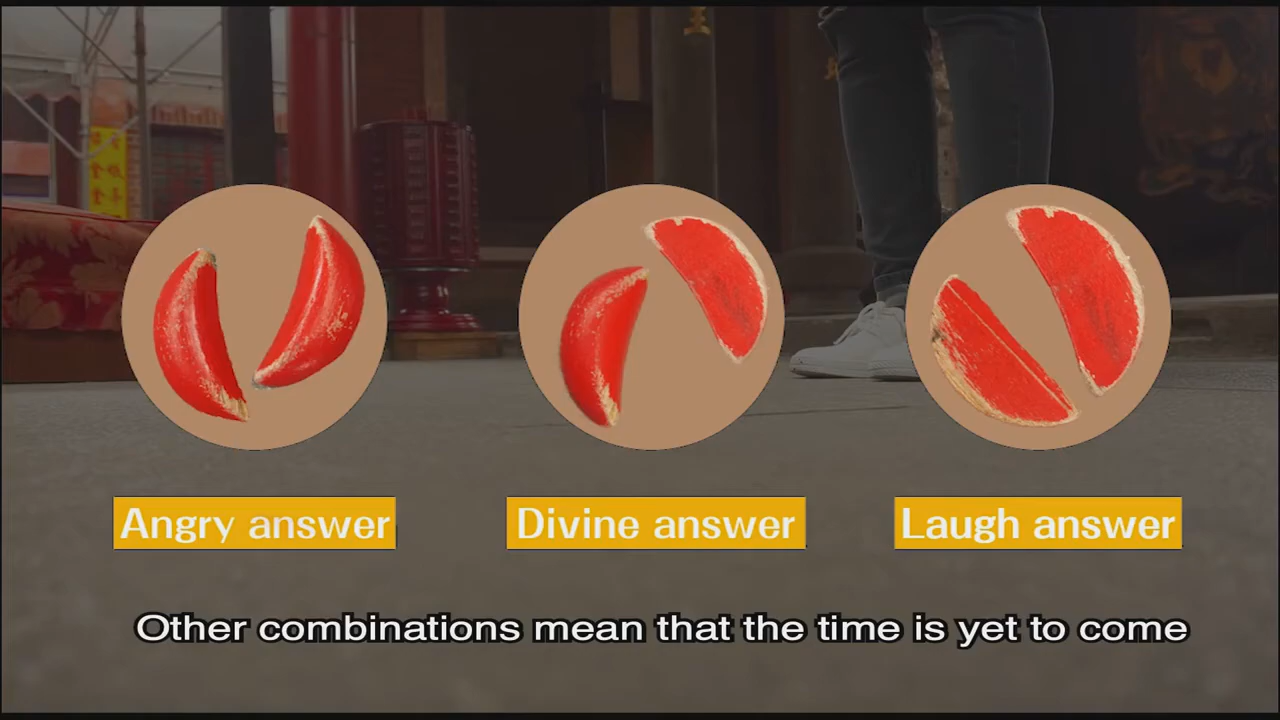 Angry answer
Divine answer
Laugh answer
Other combinations mean that the time is yet to come